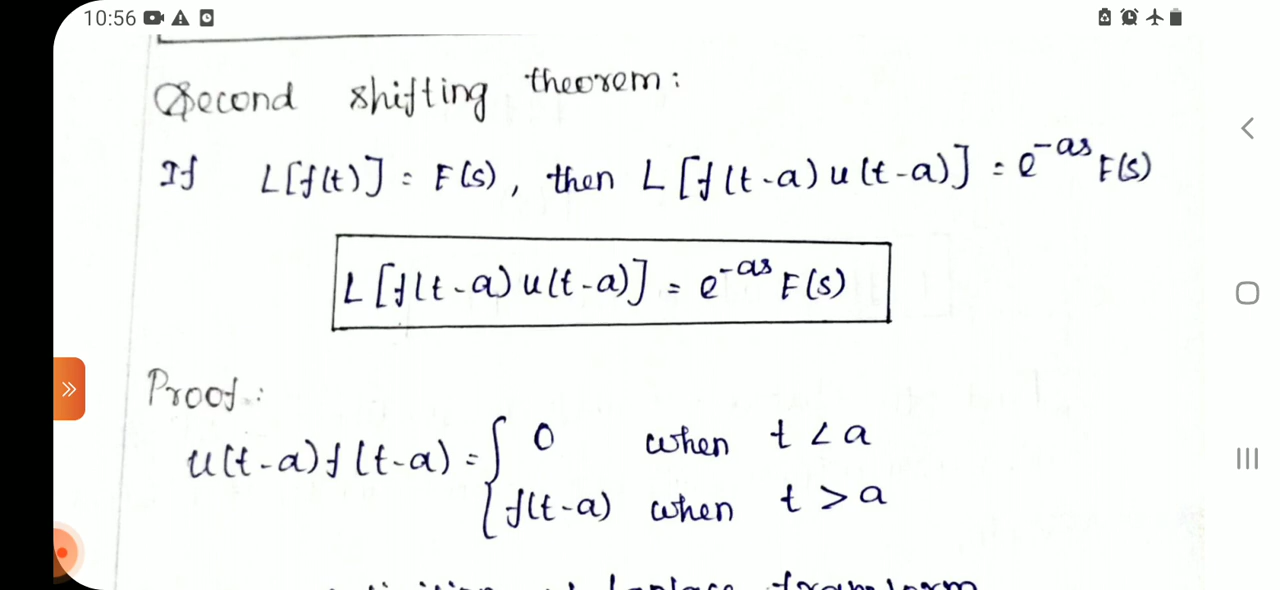 10:56
Second shifting theorem:
If L[f(t)] = F(s), then L[f(t-a)u(t-a)] = e^-as F(s)
L[f(t-a)u(t-a)] = e^-as F(s)
Proof:
u(t-a)f(t-a) = { 0 when t < a
f(t-a) when t > a